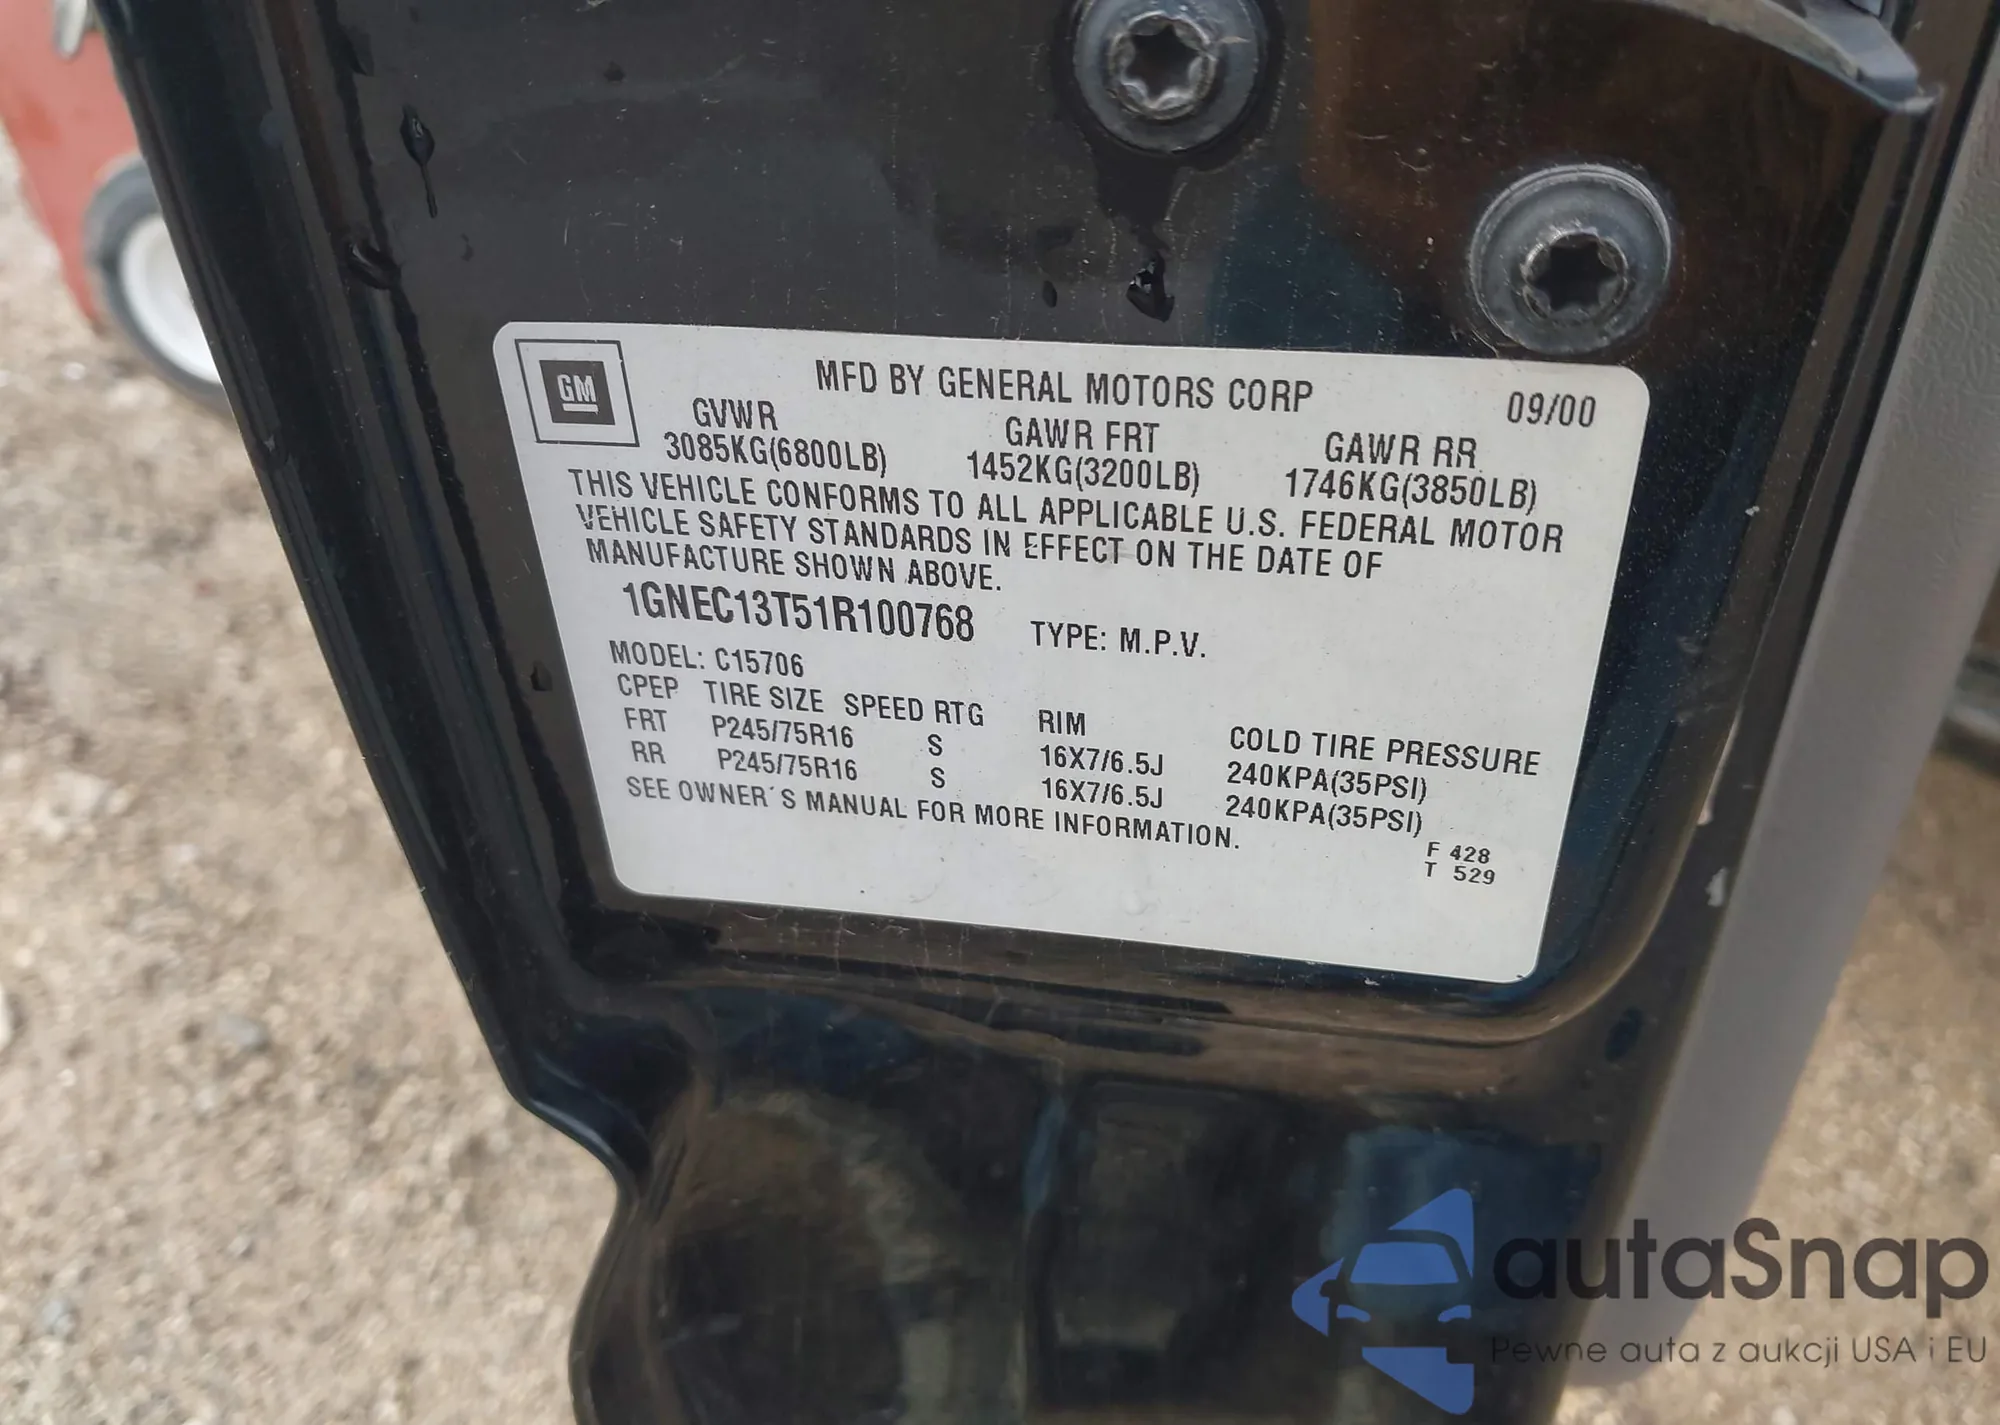 GM
MFD BY GENERAL MOTORS CORP 09/00
GVWR GAWR FRT GAWR RR
3085KG(6800LB) 1452KG(3200LB) 1746KG(3850LB)
THIS VEHICLE CONFORMS TO ALL APPLICABLE U.S. FEDERAL MOTOR
VEHICLE SAFETY STANDARDS IN EFFECT ON THE DATE OF
MANUFACTURE SHOWN ABOVE.
1GNEC13T51R100768 TYPE: M.P.V.
MODEL: C15706
CPEP TIRE SIZE SPEED RTG RIM COLD TIRE PRESSURE
FRT P245/75R16 S 16X7/6.5J 240KPA(35PSI)
RR P245/75R16 S 16X7/6.5J 240KPA(35PSI)
SEE OWNER´S MANUAL FOR MORE INFORMATION.
F 428
T 529
autaSnap
Pewne auta z aukcji USA i EU